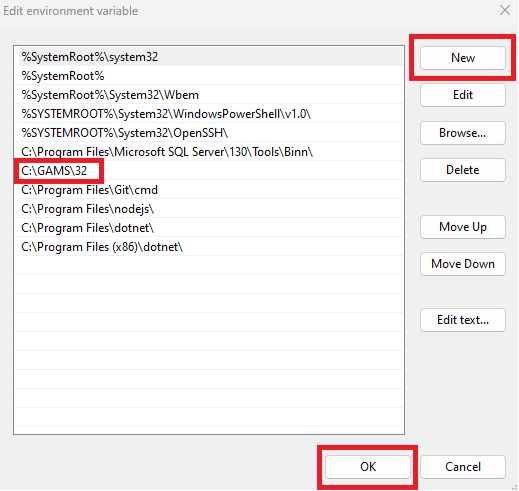 Edit environment variable
%SystemRoot%\system32
%SystemRoot%
%SystemRoot%\System32\Wbem
%SYSTEMROOT%\System32\WindowsPowerShell\v1.0\
%SYSTEMROOT%\System32\OpenSSH\
C:\Program Files\Microsoft SQL Server\130\Tools\Binn\
C:\GAMS\32
C:\Program Files\Git\cmd
C:\Program Files\nodejs\
C:\Program Files\dotnet\
C:\Program Files (x86)\dotnet\
New
Edit
Browse...
Delete
Move Up
Move Down
Edit text...
OK
Cancel